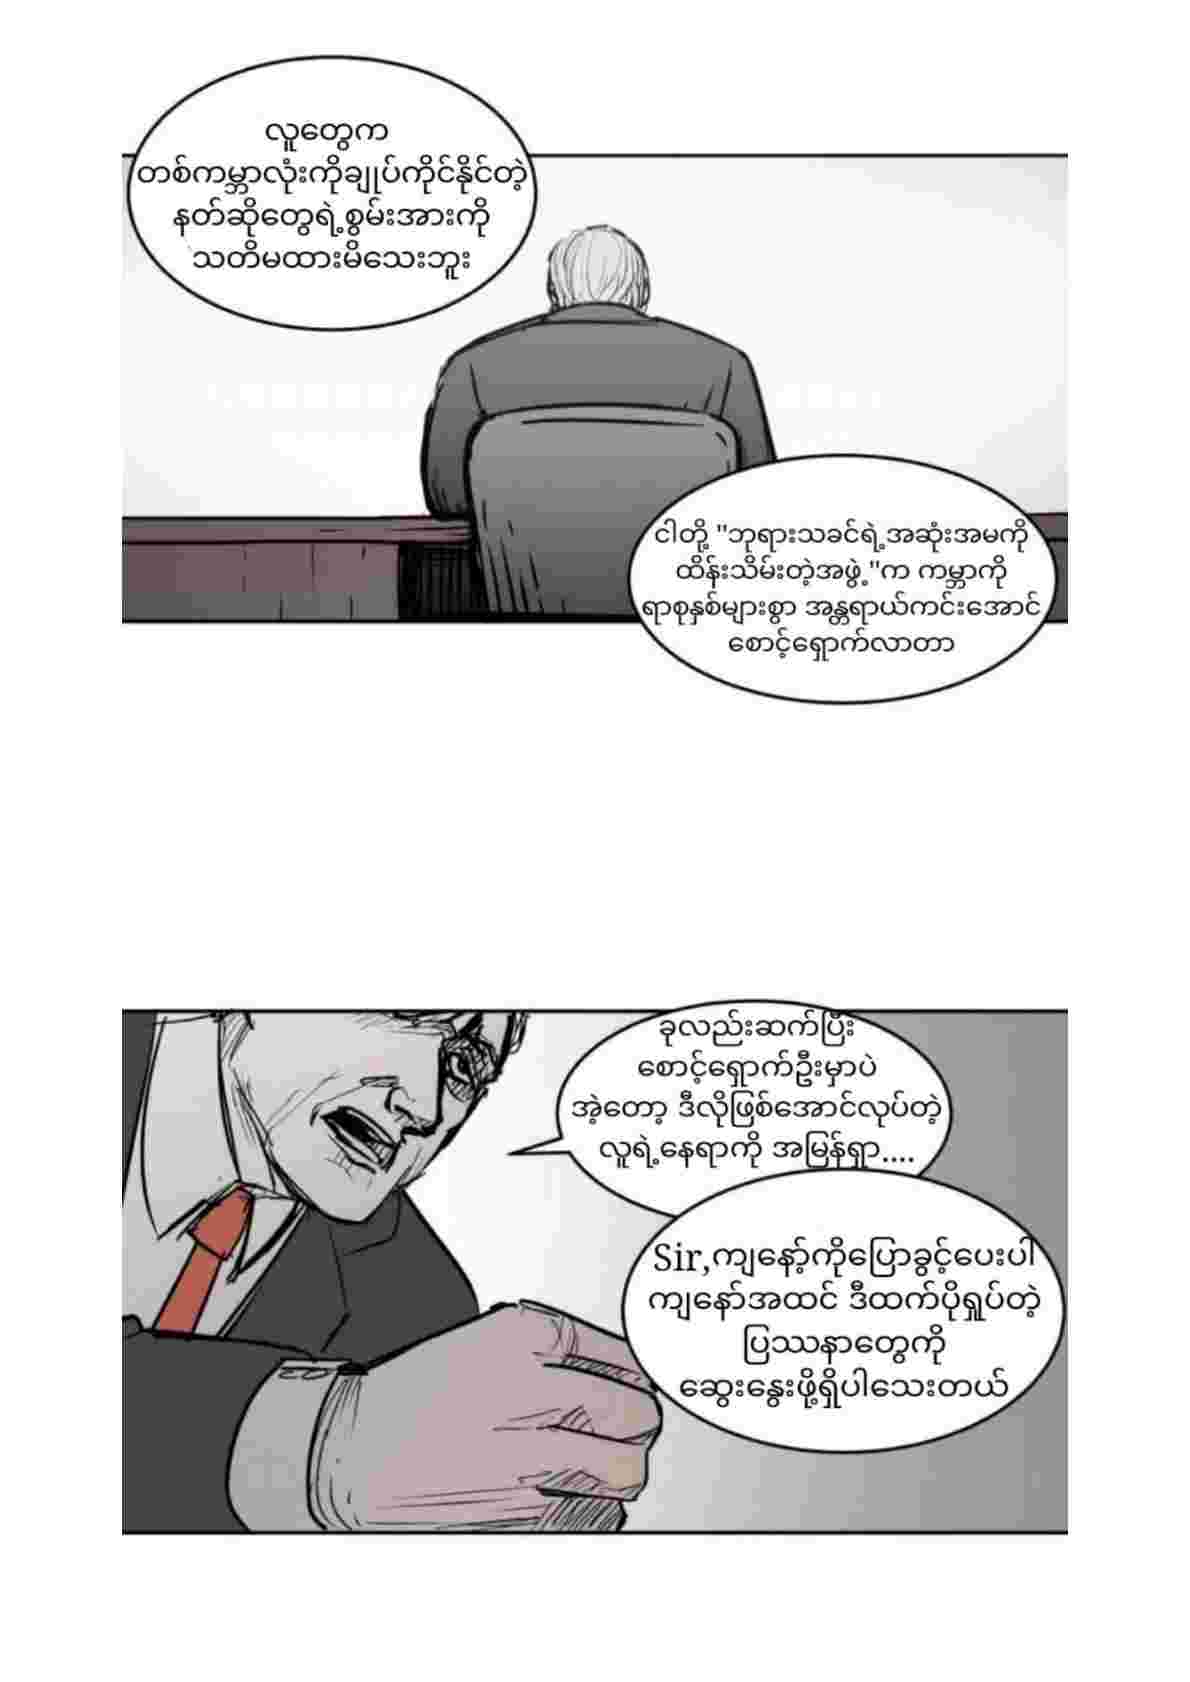 လူတွေက
တစ်ကမ္ဘာလုံးကိုချုပ်ကိုင်နိုင်တဲ့
နတ်ဆိုတွေရဲ့စွမ်းအားကို
သတိမထားမိသေးဘူး
ငါတို့ "ဘုရားသခင်ရဲ့အဆုံးအမကို
ထိန်းသိမ်းတဲ့အဖွဲ့"က ကမ္ဘာကို
ရာစုနှစ်များစွာ အန္တရာယ်ကင်းအောင်
စောင့်ရှောက်လာတာ
ခုလည်းဆက်ပြီး
စောင့်ရှောက်ဦးမှာပဲ
အဲ့တော့ ဒီလိုဖြစ်အောင်လုပ်တဲ့
လူရဲ့နေရာကို အမြန်ရှာ....
Sir,ကျနော့်ကိုပြောခွင့်ပေးပါ
ကျနော်အထင် ဒီထက်ပိုရှုပ်တဲ့
ပြဿနာတွေကို
ဆွေးနွေးဖို့ရှိပါသေးတယ်